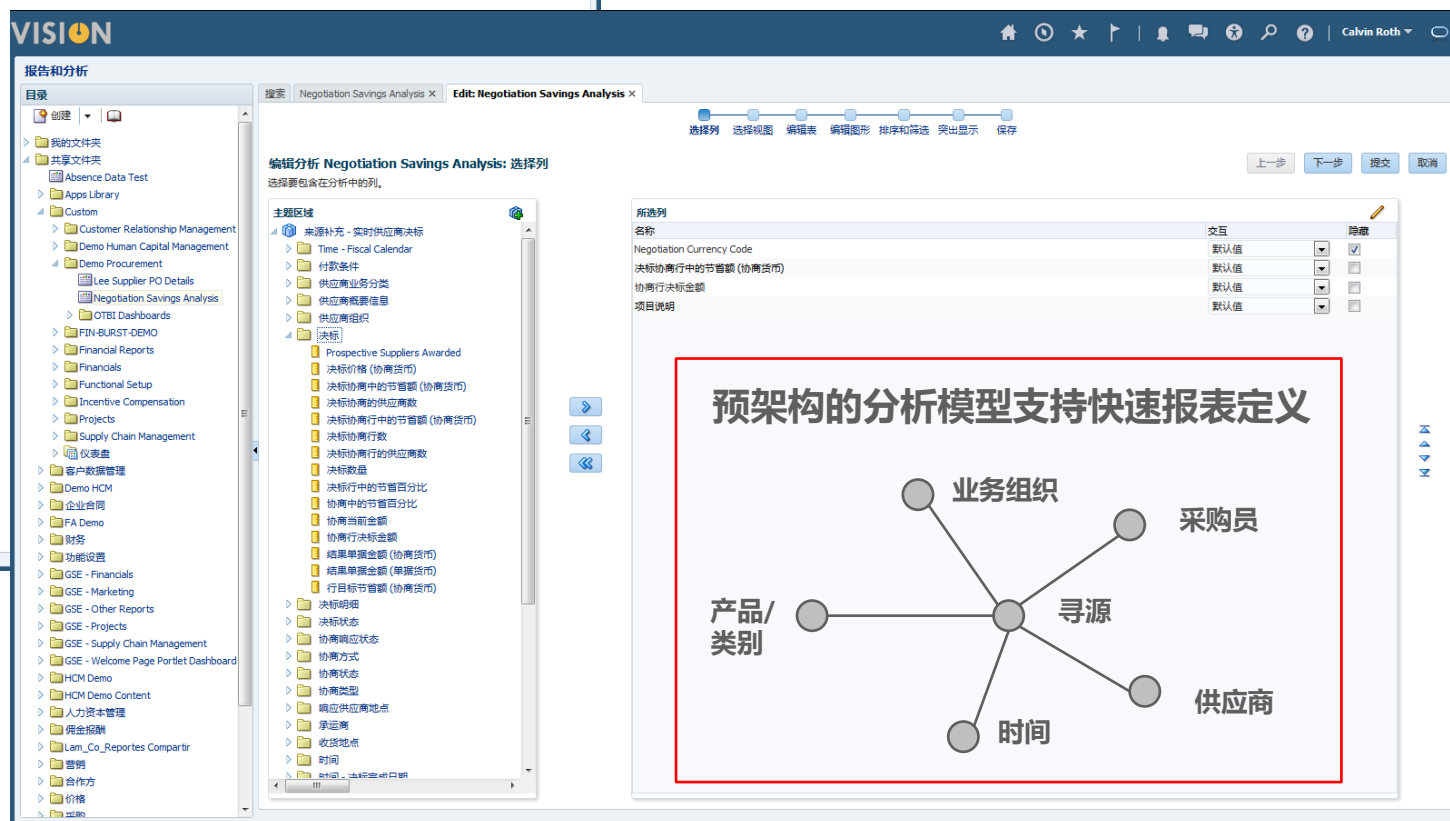 VISION
Calvin Roth
报告和分析
目录
创建
我的文件夹
共享文件夹
Absence Data Test
Apps Library
Custom
Customer Relationship Management
Demo Human Capital Management
Demo Procurement
Lee Supplier PO Details
Negotiation Savings Analysis
OTBI Dashboards
FIN-BURST-DEMO
Financial Reports
Financials
Functional Setup
Incentive Compensation
Projects
Supply Chain Management
仪表盘
客户数据管理
Demo HCM
企业合同
FA Demo
财务
功能设置
GSE - Financials
GSE - Marketing
GSE - Other Reports
GSE - Projects
GSE - Supply Chain Management
GSE - Welcome Page Portlet Dashboard
HCM Demo
HCM Demo Content
人力资本管理
佣金报酬
Lam_Co_Reportes Compartir
营销
合作方
价格
采购
搜索 Negotiation Savings Analysis × Edit: Negotiation Savings Analysis ×
选择列 选择视图 编辑表 编辑图形 排序和筛选 突出显示 保存
编辑分析 Negotiation Savings Analysis: 选择列
上一步 下一步 提交 取消
选择要包含在分析中的列。
主题区域
来源补充 - 实时供应商决标
Time - Fiscal Calendar
付款条件
供应商业务分类
供应商概要信息
供应商组织
决标
Prospective Suppliers Awarded
决标价格 (协商货币)
决标协商中的节省额 (协商货币)
决标协商的供应商数
决标协商行中的节省额 (协商货币)
决标协商行数
决标协商行的供应商数
决标数量
决标行中的节省百分比
协商中的节省百分比
协商当前金额
协商行决标金额
结果单据金额 (协商货币)
结果单据金额 (单据货币)
行目标节省额 (协商货币)
决标明细
决标状态
协商响应状态
协商方式
协商状态
协商类型
响应供应商地点
承运商
收货地点
时间
时间 - 决标完成日期
所选列
名称 交互 隐藏
Negotiation Currency Code 默认值
决标协商行中的节省额 (协商货币) 默认值
协商行决标金额 默认值
项目说明 默认值
预架构的分析模型支持快速报表定义
业务组织
采购员
产品/
类别
寻源
供应商
时间